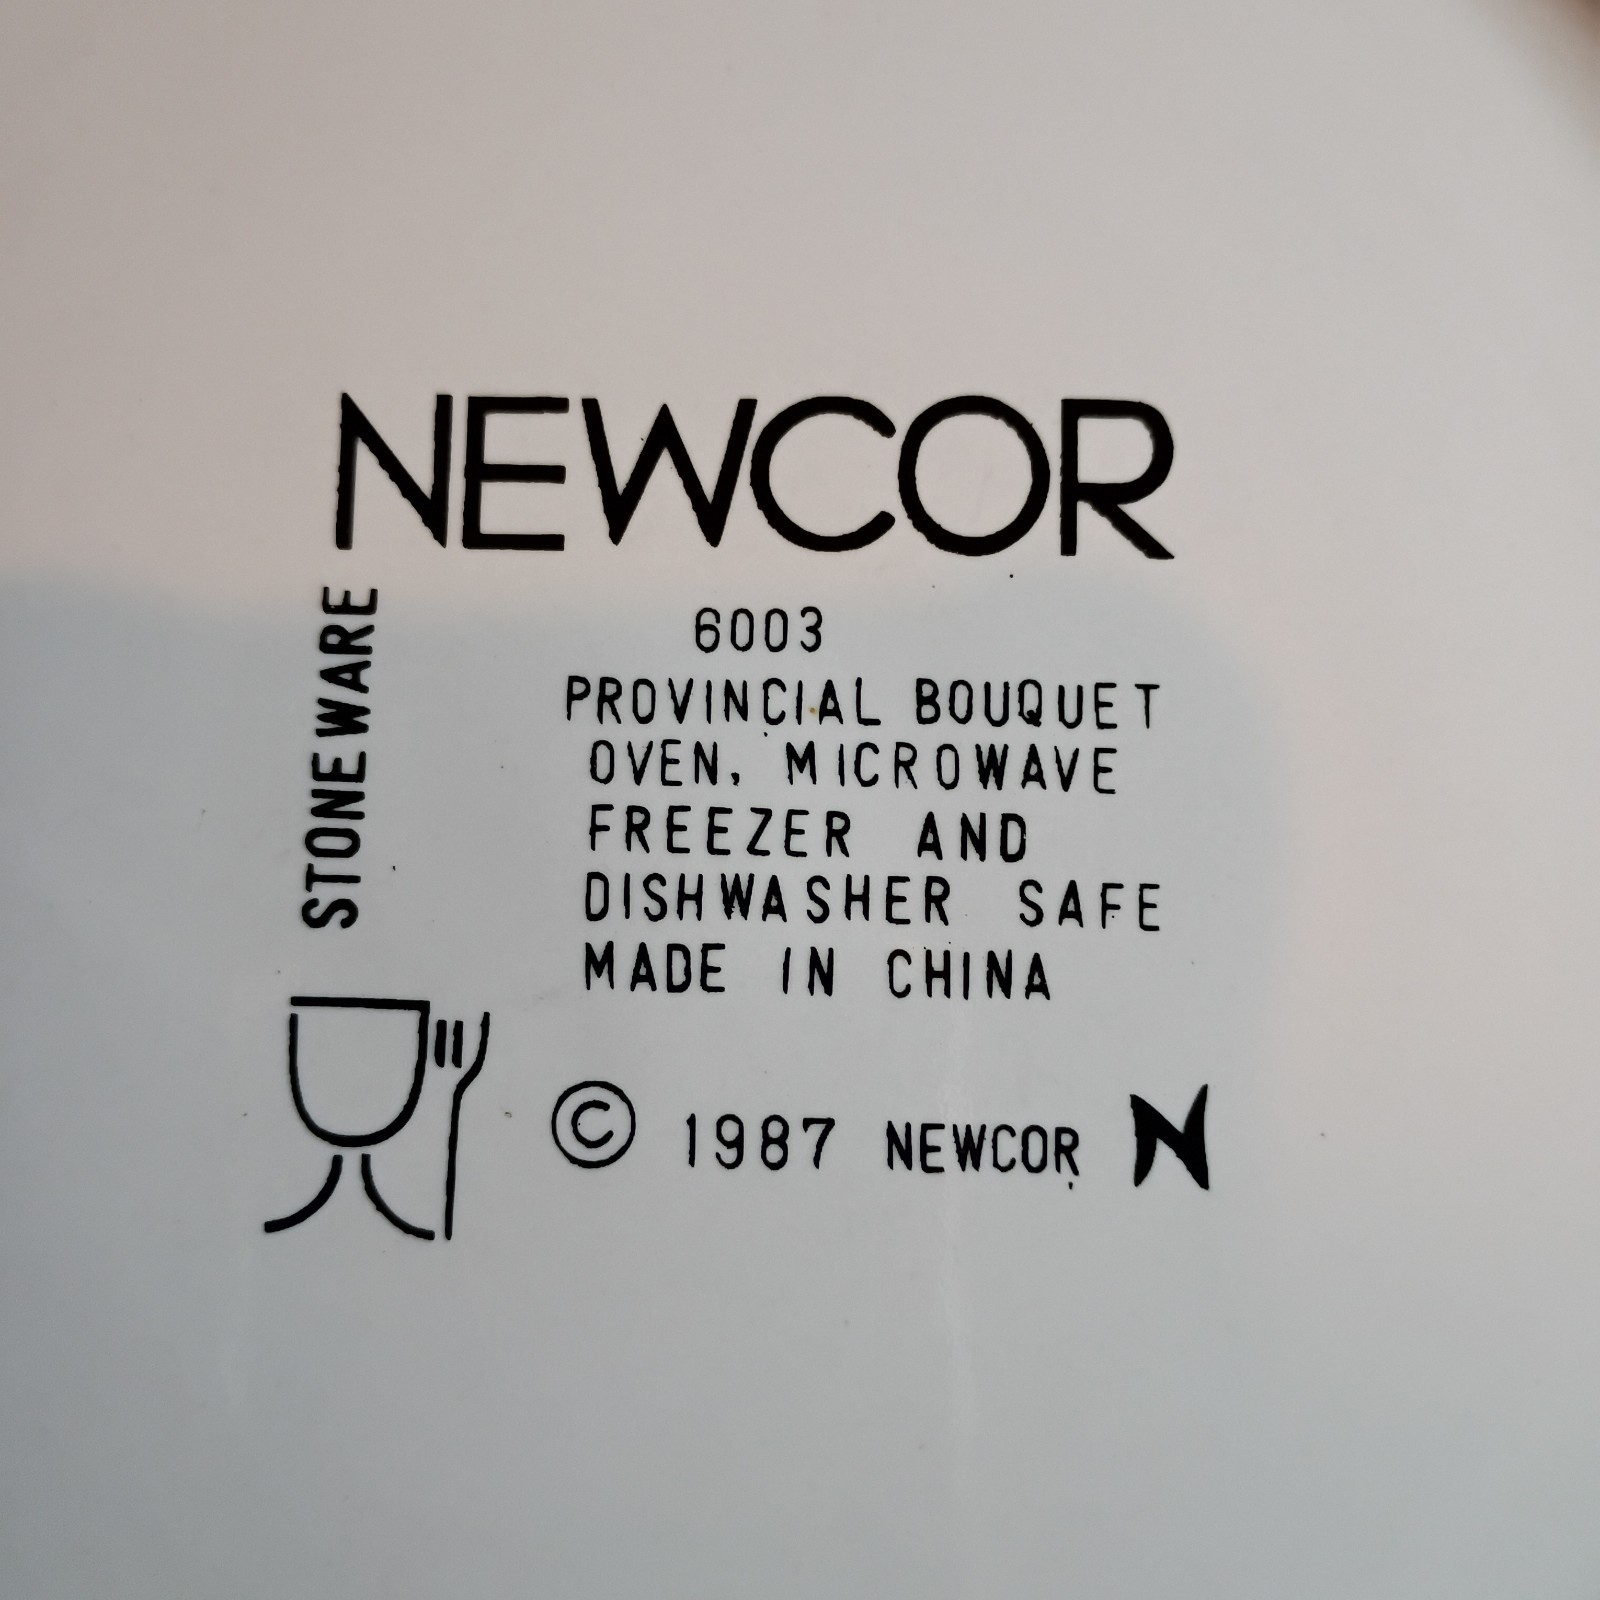 NEWCOR
STONEWARE
6003
PROVINCIAL BOUQUET
OVEN, MICROWAVE
FREEZER AND
DISHWASHER SAFE
MADE IN CHINA
© 1987 NEWCOR N